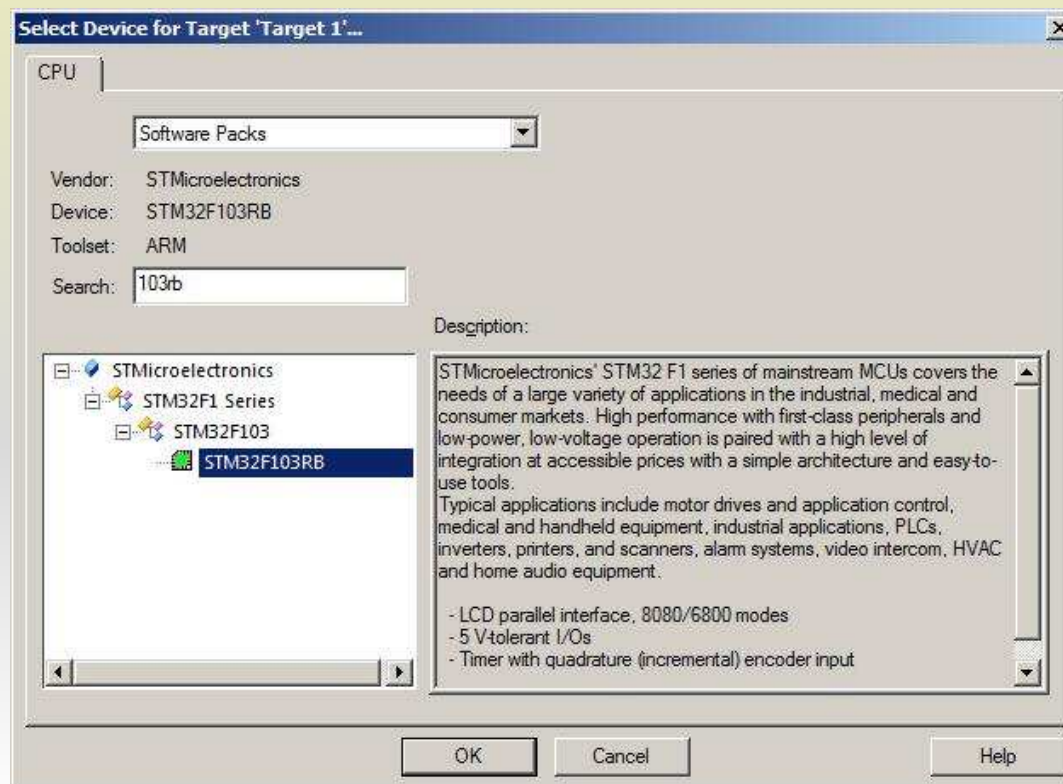 Select Device for Target 'Target 1'...
CPU
Software Packs
Vendor: STMicroelectronics
Device: STM32F103RB
Toolset: ARM
Search: 103rb
Description:
STMicroelectronics
STM32F1 Series
STM32F103
STM32F103RB
STMicroelectronics' STM32 F1 series of mainstream MCUs covers the
needs of a large variety of applications in the industrial, medical and
consumer markets. High performance with first-class peripherals and
low-power, low-voltage operation is paired with a high level of
integration at accessible prices with a simple architecture and easy-to-
use tools.
Typical applications include motor drives and application control,
medical and handheld equipment, industrial applications, PLCs,
inverters, printers, and scanners, alarm systems, video intercom, HVAC
and home audio equipment.
- LCD parallel interface, 8080/6800 modes
- 5 V-tolerant I/Os
- Timer with quadrature (incremental) encoder input
OK Cancel Help